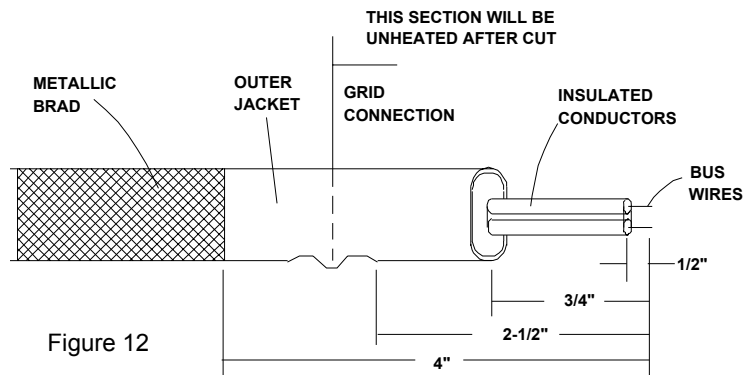 THIS SECTION WILL BE
UNHEATED AFTER CUT
METALLIC
BRAD
OUTER
JACKET
GRID
CONNECTION
INSULATED
CONDUCTORS
BUS
WIRES
1/2"
3/4"
2-1/2"
4"
Figure 12